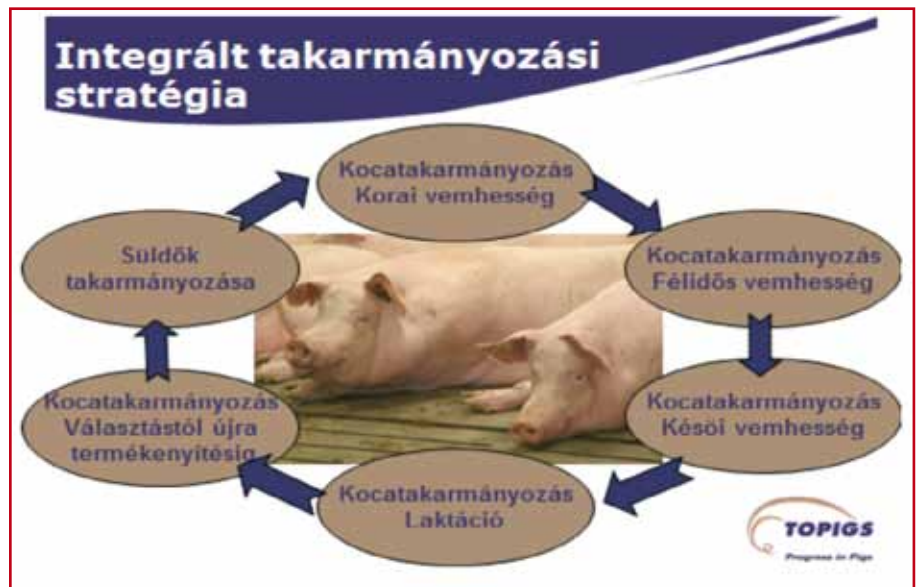 Integrált takarmányozási
stratégia
Kocatakarmányozás
Korai vemhesség
Kocatakarmányozás
Félidős vemhesség
Kocatakarmányozás
Késői vemhesség
Kocatakarmányozás
Laktáció
Kocatakarmányozás
Választástól újra
termékenyítésig
Süldők
takarmányozása
TOPIGS
Progress in Pigs